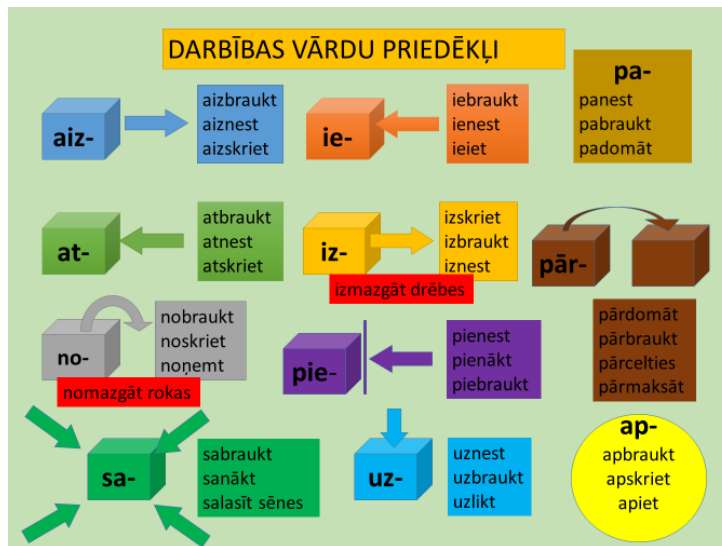 DARBĪBAS VĀRDU PRIEDĒKĻI
aiz-
aizbraukt
aiznest
aizskriet
ie-
iebraukt
ienest
ieiet
pa-
panest
pabraukt
padomāt
at-
atbraukt
atnest
atskriet
iz-
izskriet
izbraukt
iznest
izmazgāt drēbes
pār-
pārdomāt
pārbraukt
pārcelties
pārmaksāt
no-
nobraukt
noskriet
noņemt
nomazgāt rokas
pie-
pienest
pienākt
piebraukt
sa-
sabraukt
sanākt
salasīt sēnes
uz-
uznest
uzbraukt
uzlikt
ap-
apbraukt
apskriet
apiet